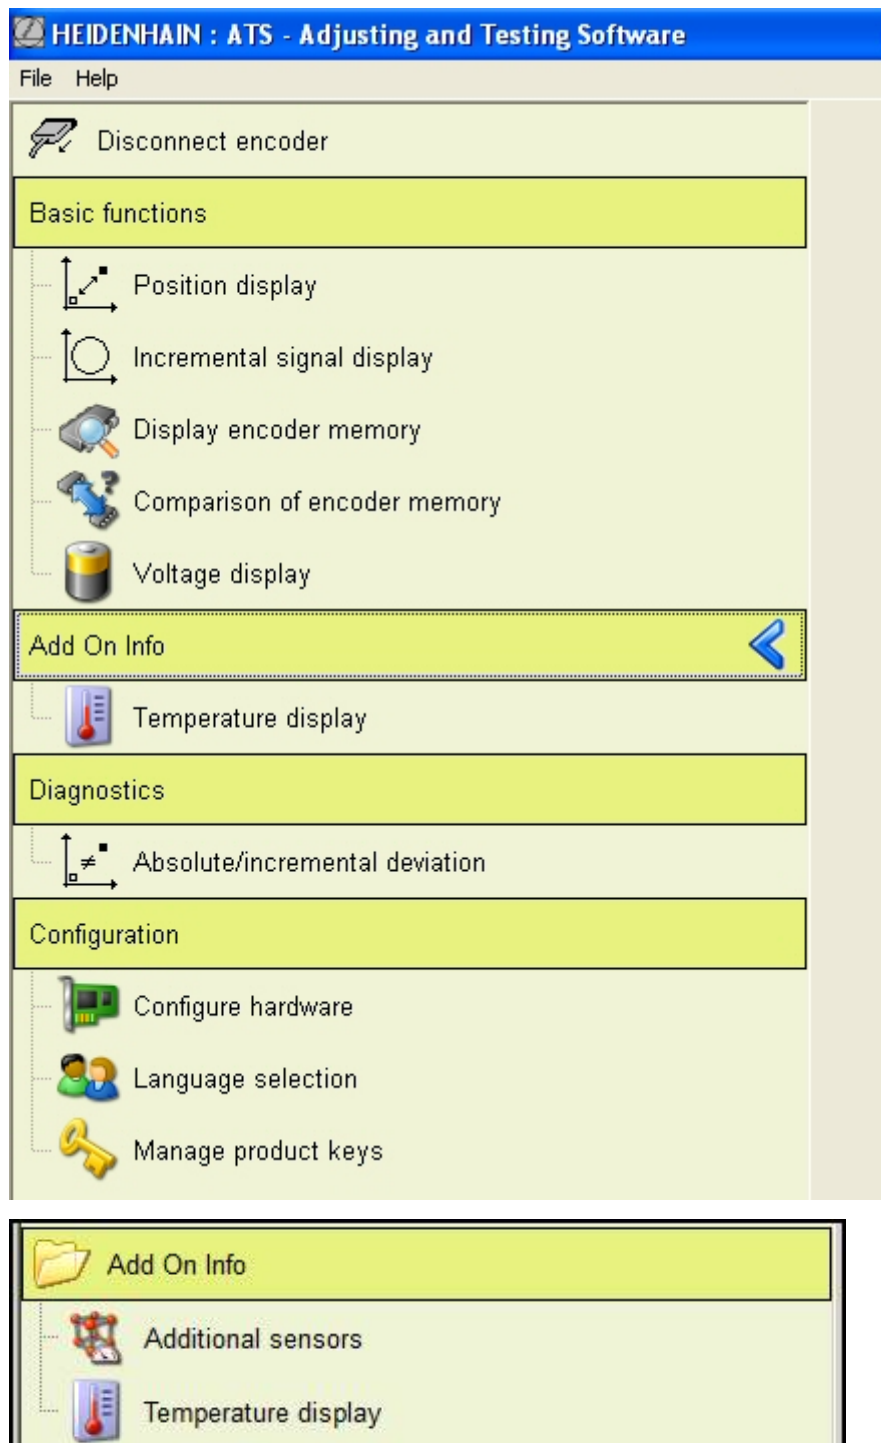 HEIDENHAIN : ATS - Adjusting and Testing Software
File Help
Disconnect encoder
Basic functions
Position display
Incremental signal display
Display encoder memory
Comparison of encoder memory
Voltage display
Add On Info
Temperature display
Diagnostics
Absolute/incremental deviation
Configuration
Configure hardware
Language selection
Manage product keys
Add On Info
Additional sensors
Temperature display